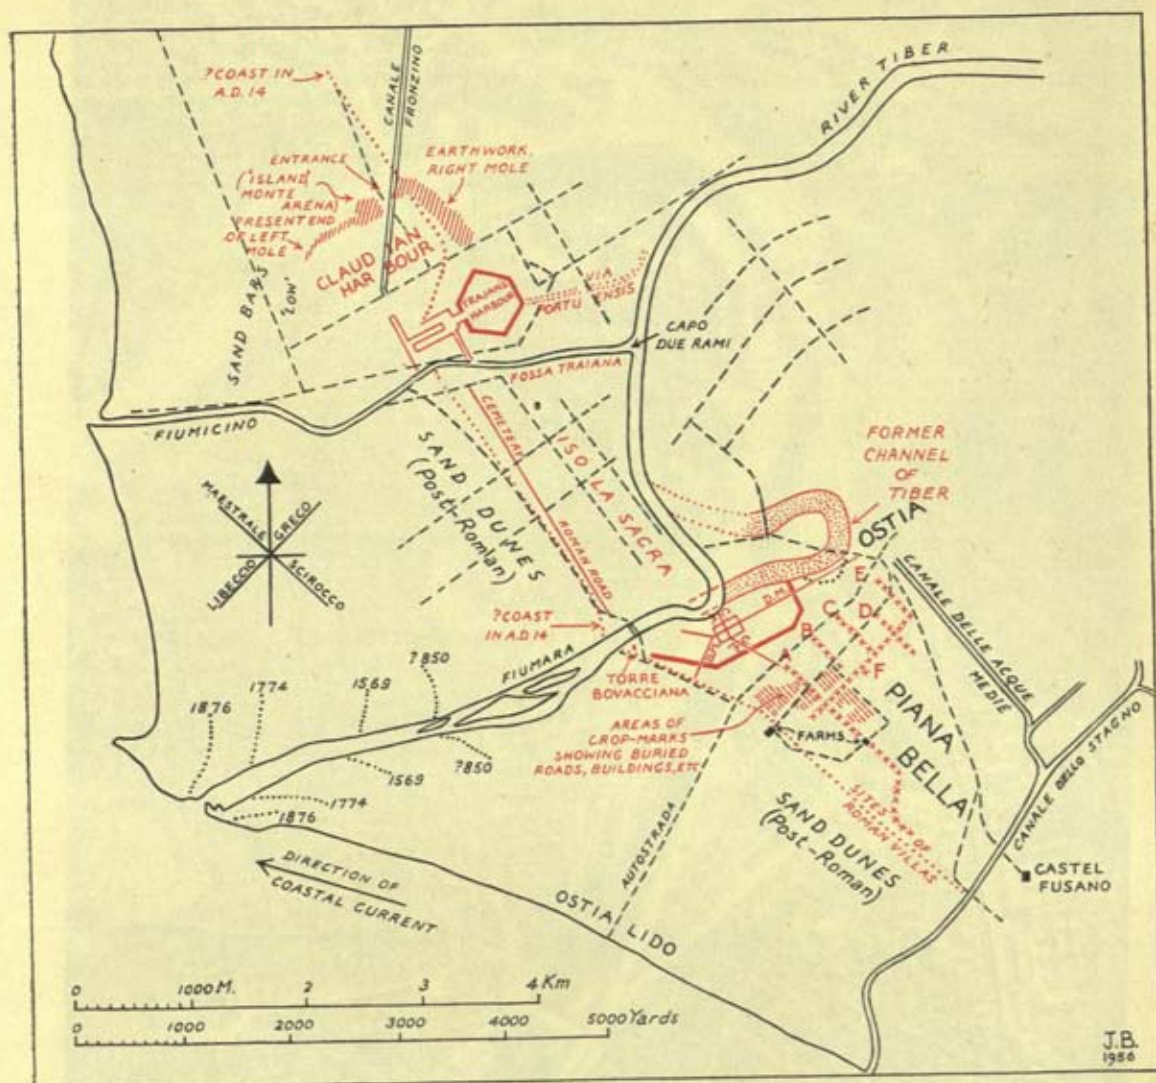 ?COAST IN
A.D. 14
CANALE
FRONZINO
RIVER TIBER
ENTRANCE
("ISLAND,
MONTE
ARENA)
PRESENT END
OF LEFT
MOLE
EARTHWORK,
RIGHT MOLE
CLAUDIAN
HARBOUR
SAND BARS
'LOW'
TRAJAN'S
HARBOUR
VIA
PORTUENSIS
CAPO
DUE RAMI
FOSSA TRAIANA
FIUMICINO
CEMETERY
ROMAN ROAD
ISOLA SACRA
SAND DUNES
(Post-Roman)
FORMER
CHANNEL
OF
TIBER
OSTIA
MAESTRALE
GRECO
LIBECCIO
SCIROCCO
?COAST
IN A.D. 14
E
D.M.
C
D
B
A
F
CANALE DELLE ACQUE
MEDIE
FIUMARA
TORRE
BOVACCIANA
AREAS OF
CROP-MARKS
SHOWING BURIED
ROADS, BUILDINGS, ETC
FARMS
PIANA
BELLA
1876
1774
1569
?850
?850
1569
1774
1876
CANALE DELLO STAGNO
SITES OF
ROMAN VILLAS
SAND DUNES
(Post-Roman)
AUTOSTRADA
CASTEL
FUSANO
DIRECTION OF
COASTAL CURRENT
OSTIA LIDO
0 1000 M. 2 3 4 Km
0 1000 2000 3000 4000 5000 Yards
J.B.
1956